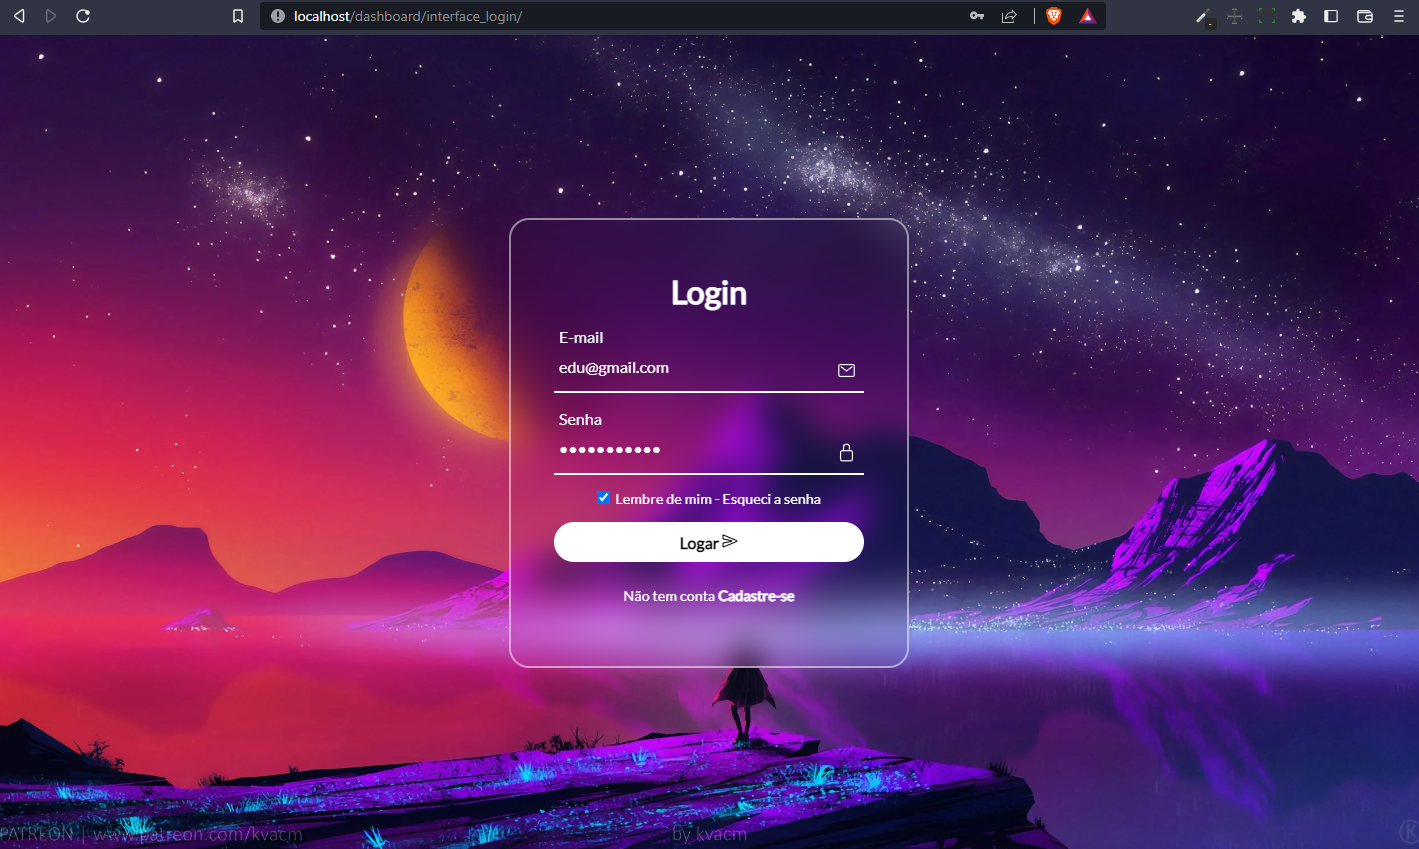 localhost/dashboard/interface_login/
Login
E-mail
edu@gmail.com
Senha
Lembre de mim - Esqueci a senha
Logar
Não tem conta Cadastre-se
PATREON | www.patreon.com/kvacm
by kvacm
K